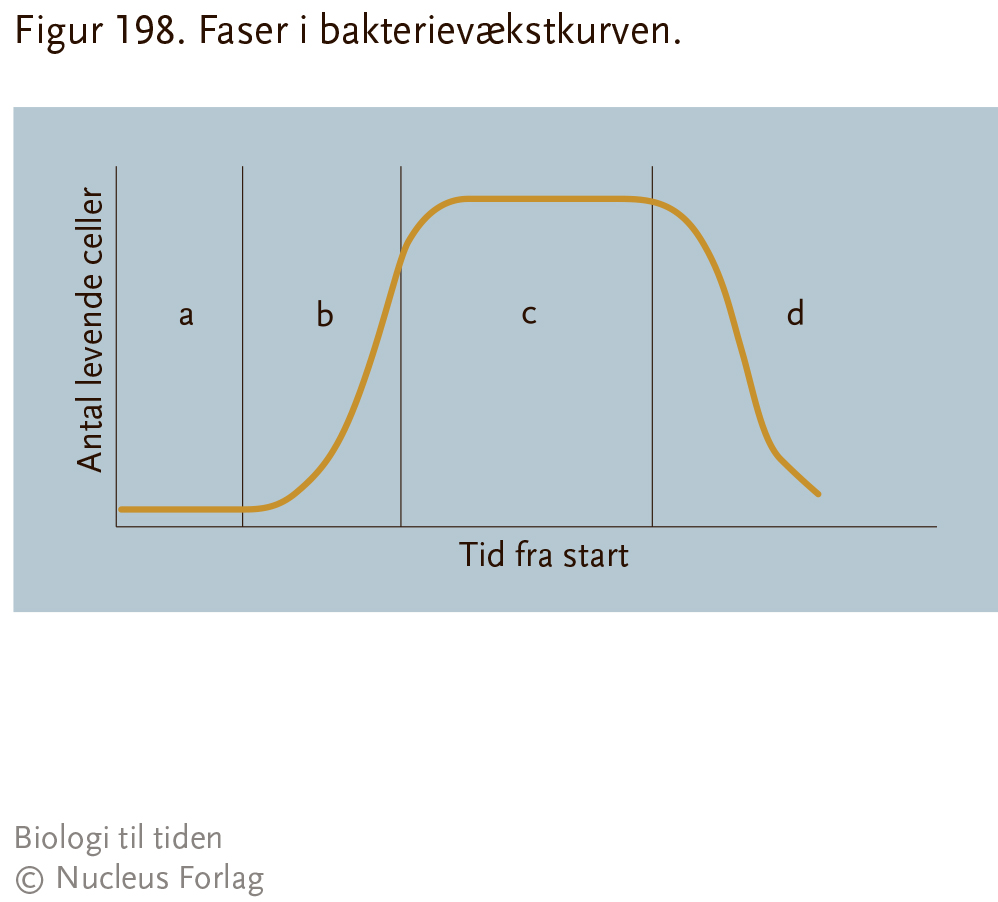 Figur 198. Faser i bakterievækstkurven.
Antal levende celler
a
b
c
d
Tid fra start
Biologi til tiden
© Nucleus Forlag